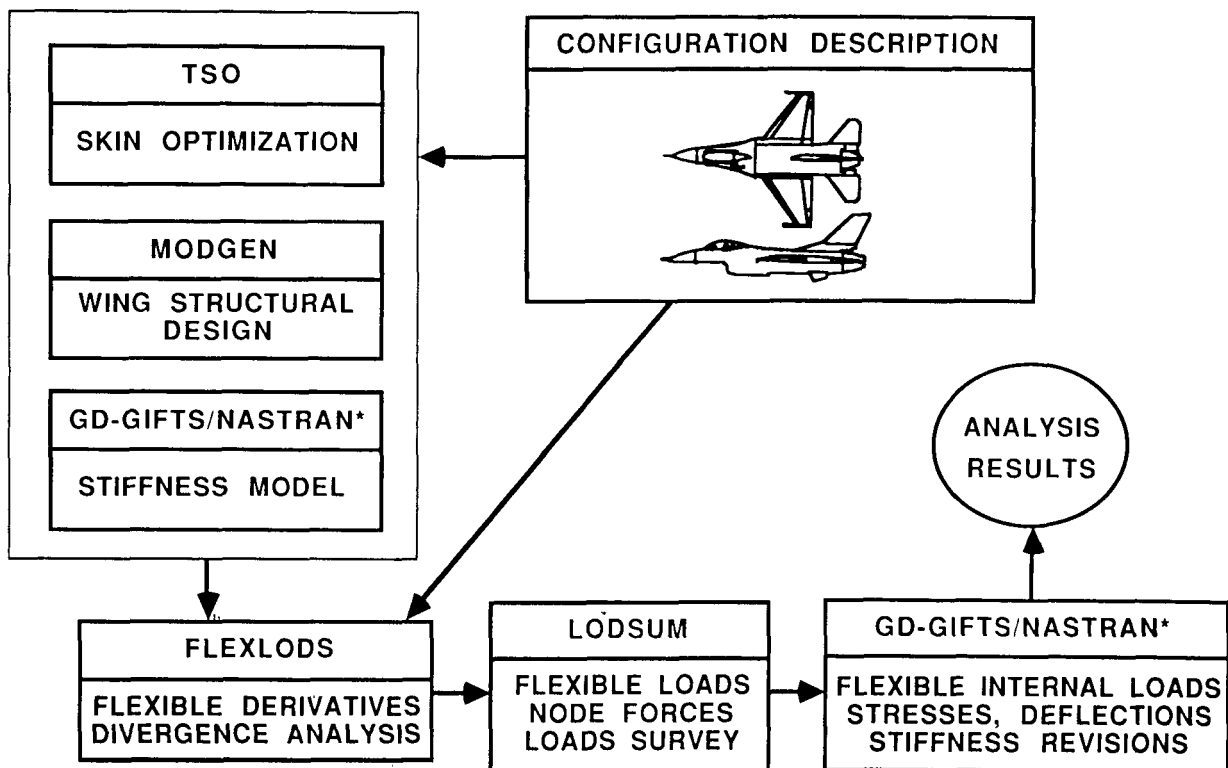 TSO
SKIN OPTIMIZATION
MODGEN
WING STRUCTURAL
DESIGN
GD-GIFTS/NASTRAN*
STIFFNESS MODEL
CONFIGURATION DESCRIPTION
ANALYSIS
RESULTS
FLEXLODS
FLEXIBLE DERIVATIVES
DIVERGENCE ANALYSIS
LODSUM
FLEXIBLE LOADS
NODE FORCES
LOADS SURVEY
GD-GIFTS/NASTRAN*
FLEXIBLE INTERNAL LOADS
STRESSES, DEFLECTIONS
STIFFNESS REVISIONS